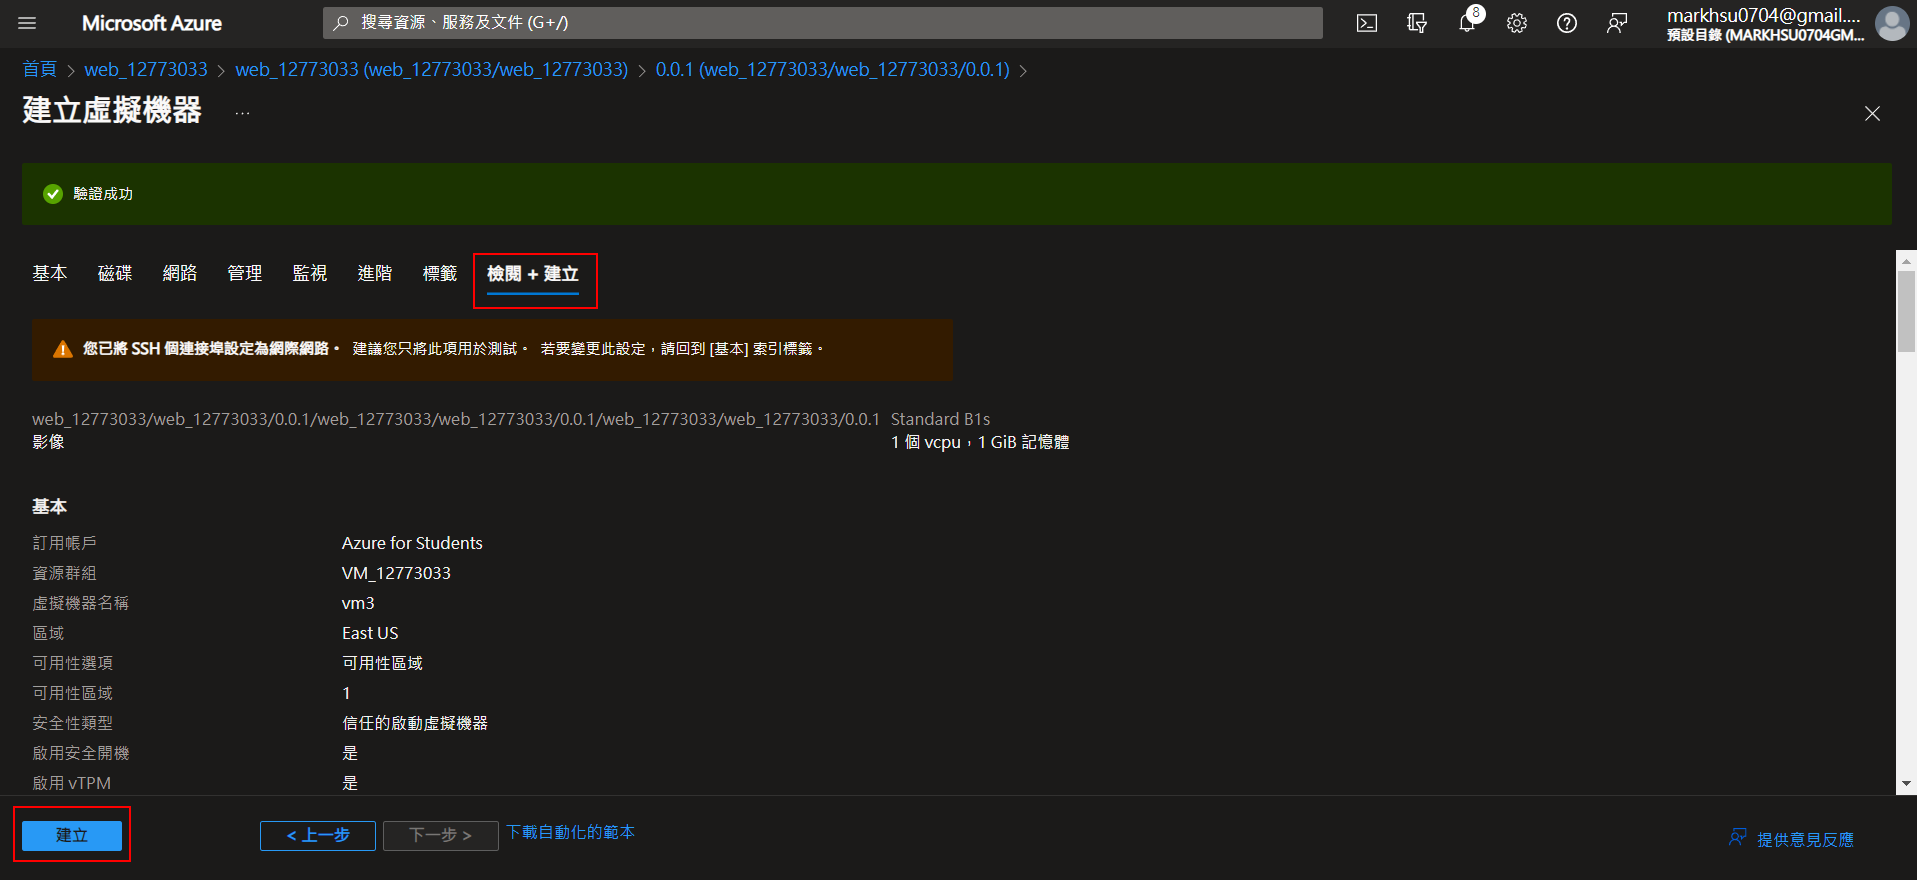 Microsoft Azure
搜尋資源、服務及文件 (G+/)
8
markhsu0704@gmail....
預設目錄 (MARKHSU0704GM...
首頁 > web_12773033 > web_12773033 (web_12773033/web_12773033) > 0.0.1 (web_12773033/web_12773033/0.0.1) >
建立虛擬機器 ...
驗證成功
基本 磁碟 網路 管理 監視 進階 標籤 檢閱 + 建立
您已將 SSH 個連接埠設定為網際網路。 建議您只將此項用於測試。 若要變更此設定，請回到 [基本] 索引標籤。
web_12773033/web_12773033/0.0.1/web_12773033/web_12773033/0.0.1/web_12773033/web_12773033/0.0.1
影像
Standard B1s
1 個 vcpu，1 GiB 記憶體
基本
訂用帳戶 Azure for Students
資源群組 VM_12773033
虛擬機器名稱 vm3
區域 East US
可用性選項 可用性區域
可用性區域 1
安全性類型 信任的啟動虛擬機器
啟用安全開機 是
啟用 vTPM 是
建立 < 上一步 下一步 > 下載自動化的範本
提供意見反應